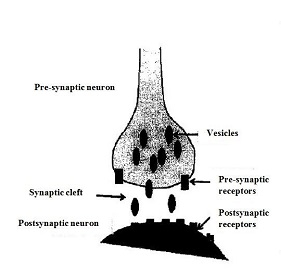 Pre-synaptic neuron
Vesicles
Pre-synaptic
receptors
Synaptic cleft
Postsynaptic neuron
Postsynaptic
receptors